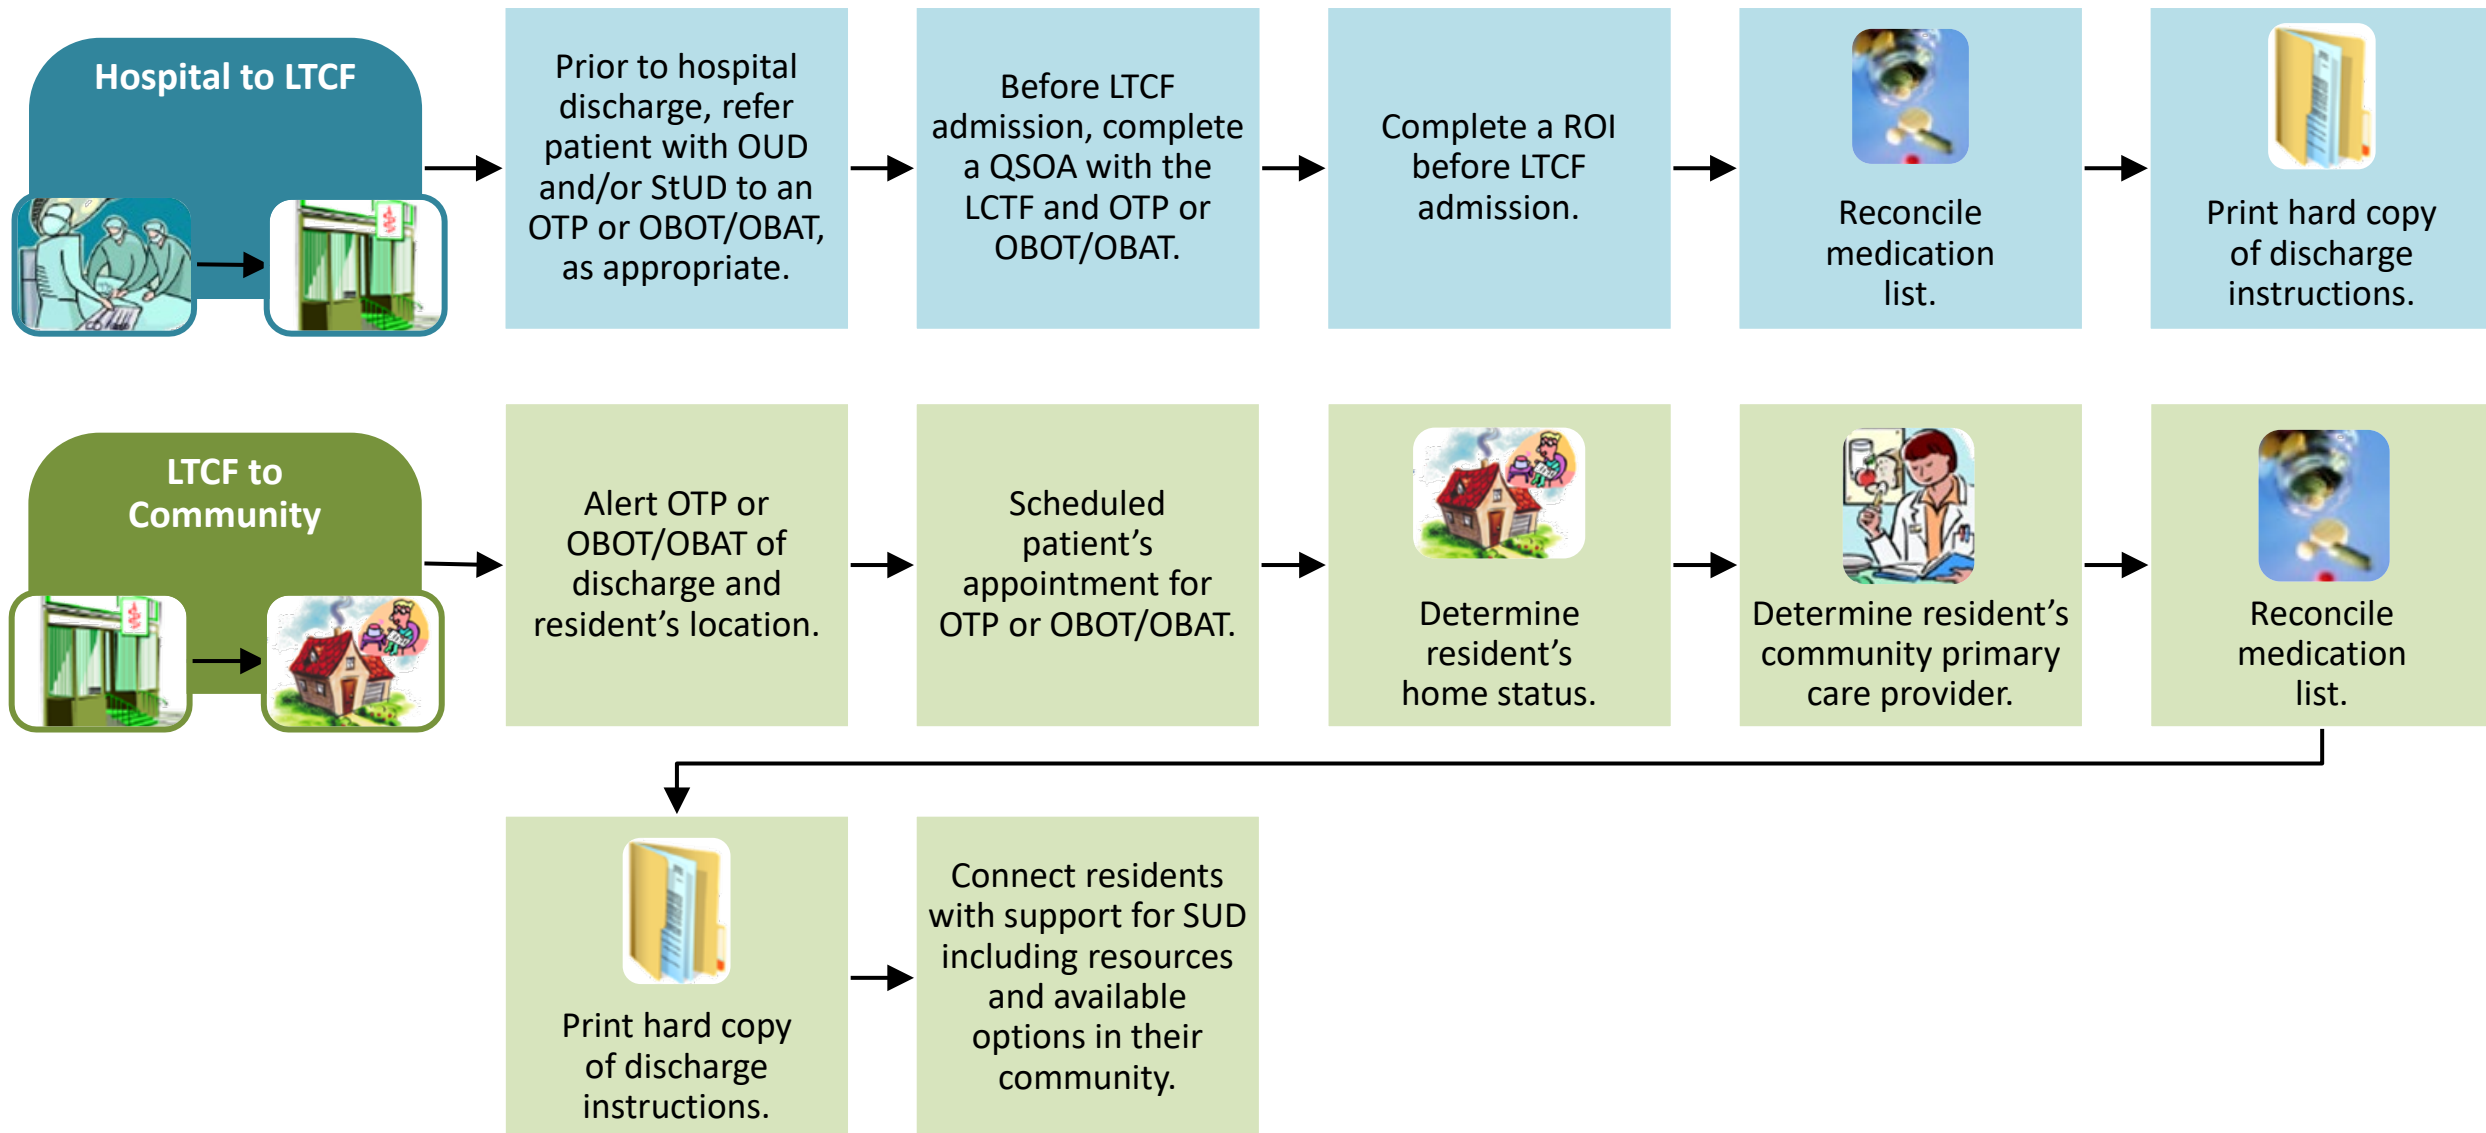 Hospital to LTCF
Prior to hospital
discharge, refer
patient with OUD
and/or StUD to an
OTP or OBOT/OBAT,
as appropriate.
Before LTCF
admission, complete
a QSOA with the
LCTF and OTP or
OBOT/OBAT.
Complete a ROI
before LTCF
admission.
Reconcile
medication
list.
Print hard copy
of discharge
instructions.
LTCF to
Community
Alert OTP or
OBOT/OBAT of
discharge and
resident’s location.
Scheduled
patient’s
appointment for
OTP or OBOT/OBAT.
Determine
resident’s
home status.
Determine resident’s
community primary
care provider.
Reconcile
medication
list.
Print hard copy
of discharge
instructions.
Connect residents
with support for SUD
including resources
and available
options in their
community.